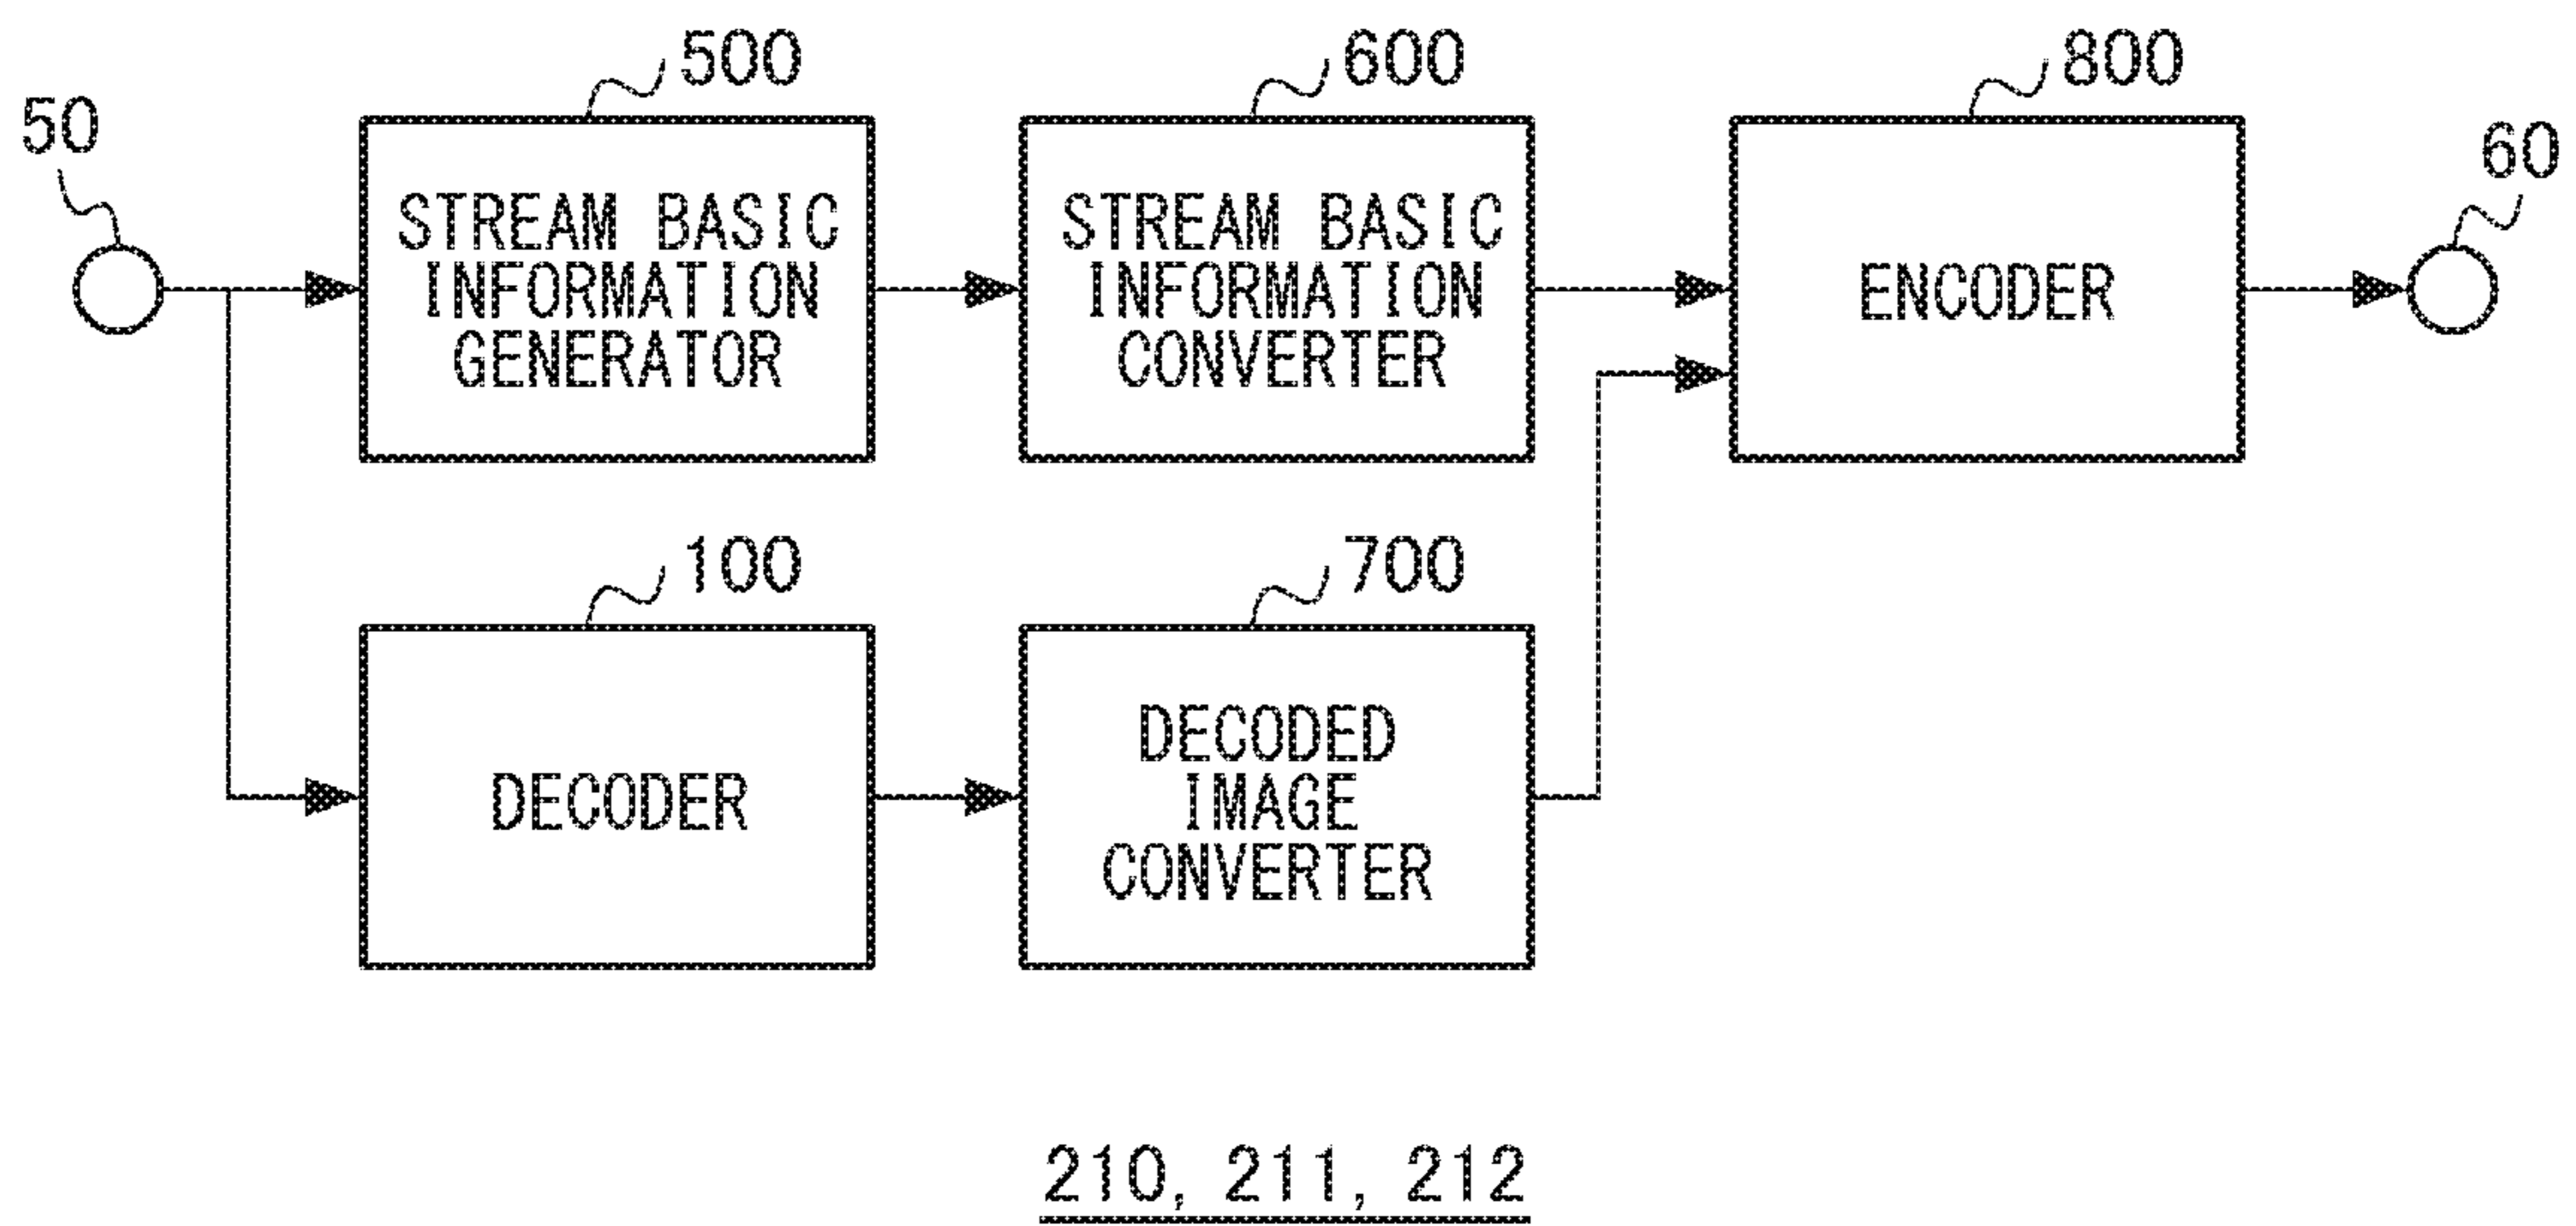 500
600
800
50
60
STREAM BASIC
INFORMATION
GENERATOR
STREAM BASIC
INFORMATION
CONVERTER
ENCODER
100
700
DECODER
DECODED
IMAGE
CONVERTER
210, 211, 212